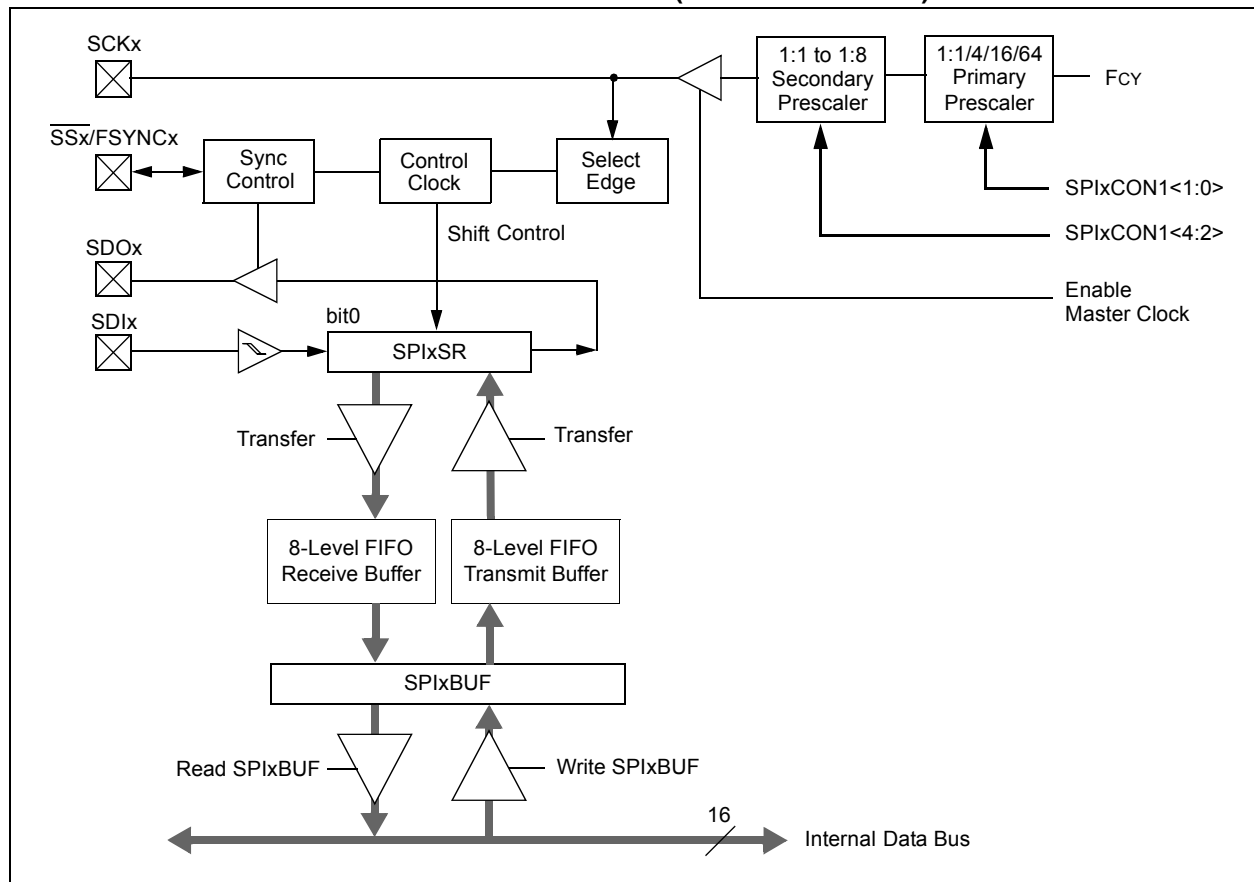 SCKx
1:1 to 1:8
Secondary
Prescaler
1:1/4/16/64
Primary
Prescaler
FCY
SSx/FSYNCx
Sync
Control
Control
Clock
Select
Edge
SPIxCON1<1:0>
SPIxCON1<4:2>
Shift Control
SDOx
Enable
Master Clock
SDIx
bit0
SPIxSR
Transfer
Transfer
8-Level FIFO
Receive Buffer
8-Level FIFO
Transmit Buffer
SPIxBUF
Read SPIxBUF
Write SPIxBUF
16
Internal Data Bus